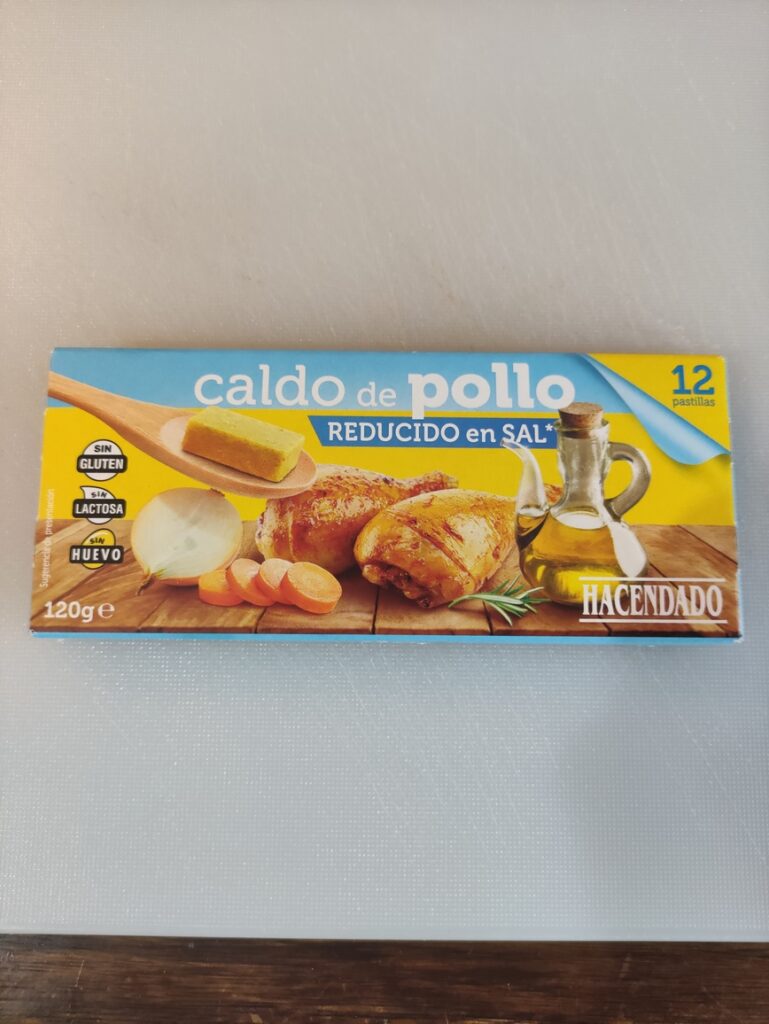 caldo de pollo
REDUCIDO en SAL*
12
pastillas
SIN
GLUTEN
SIN
LACTOSA
SIN
HUEVO
Sugerencia de presentación
120g e
HACENDADO